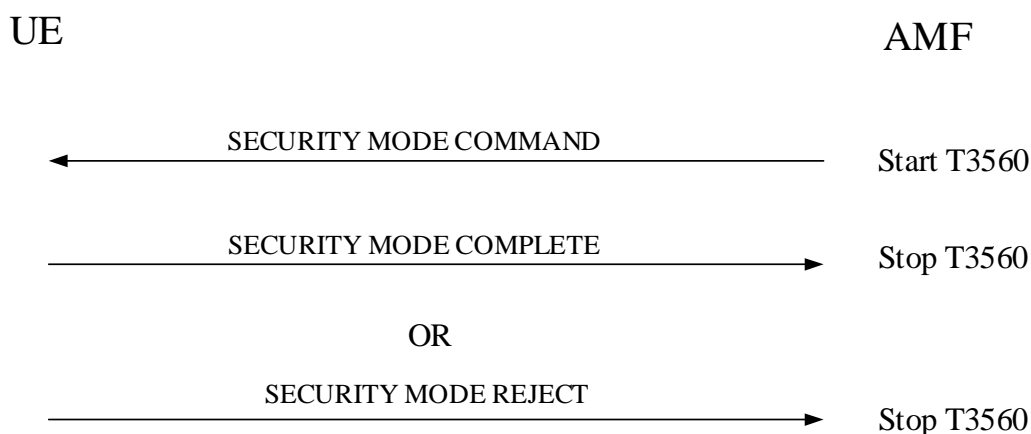 UE
AMF
SECURITY MODE COMMAND
Start T3560
SECURITY MODE COMPLETE
Stop T3560
OR
SECURITY MODE REJECT
Stop T3560